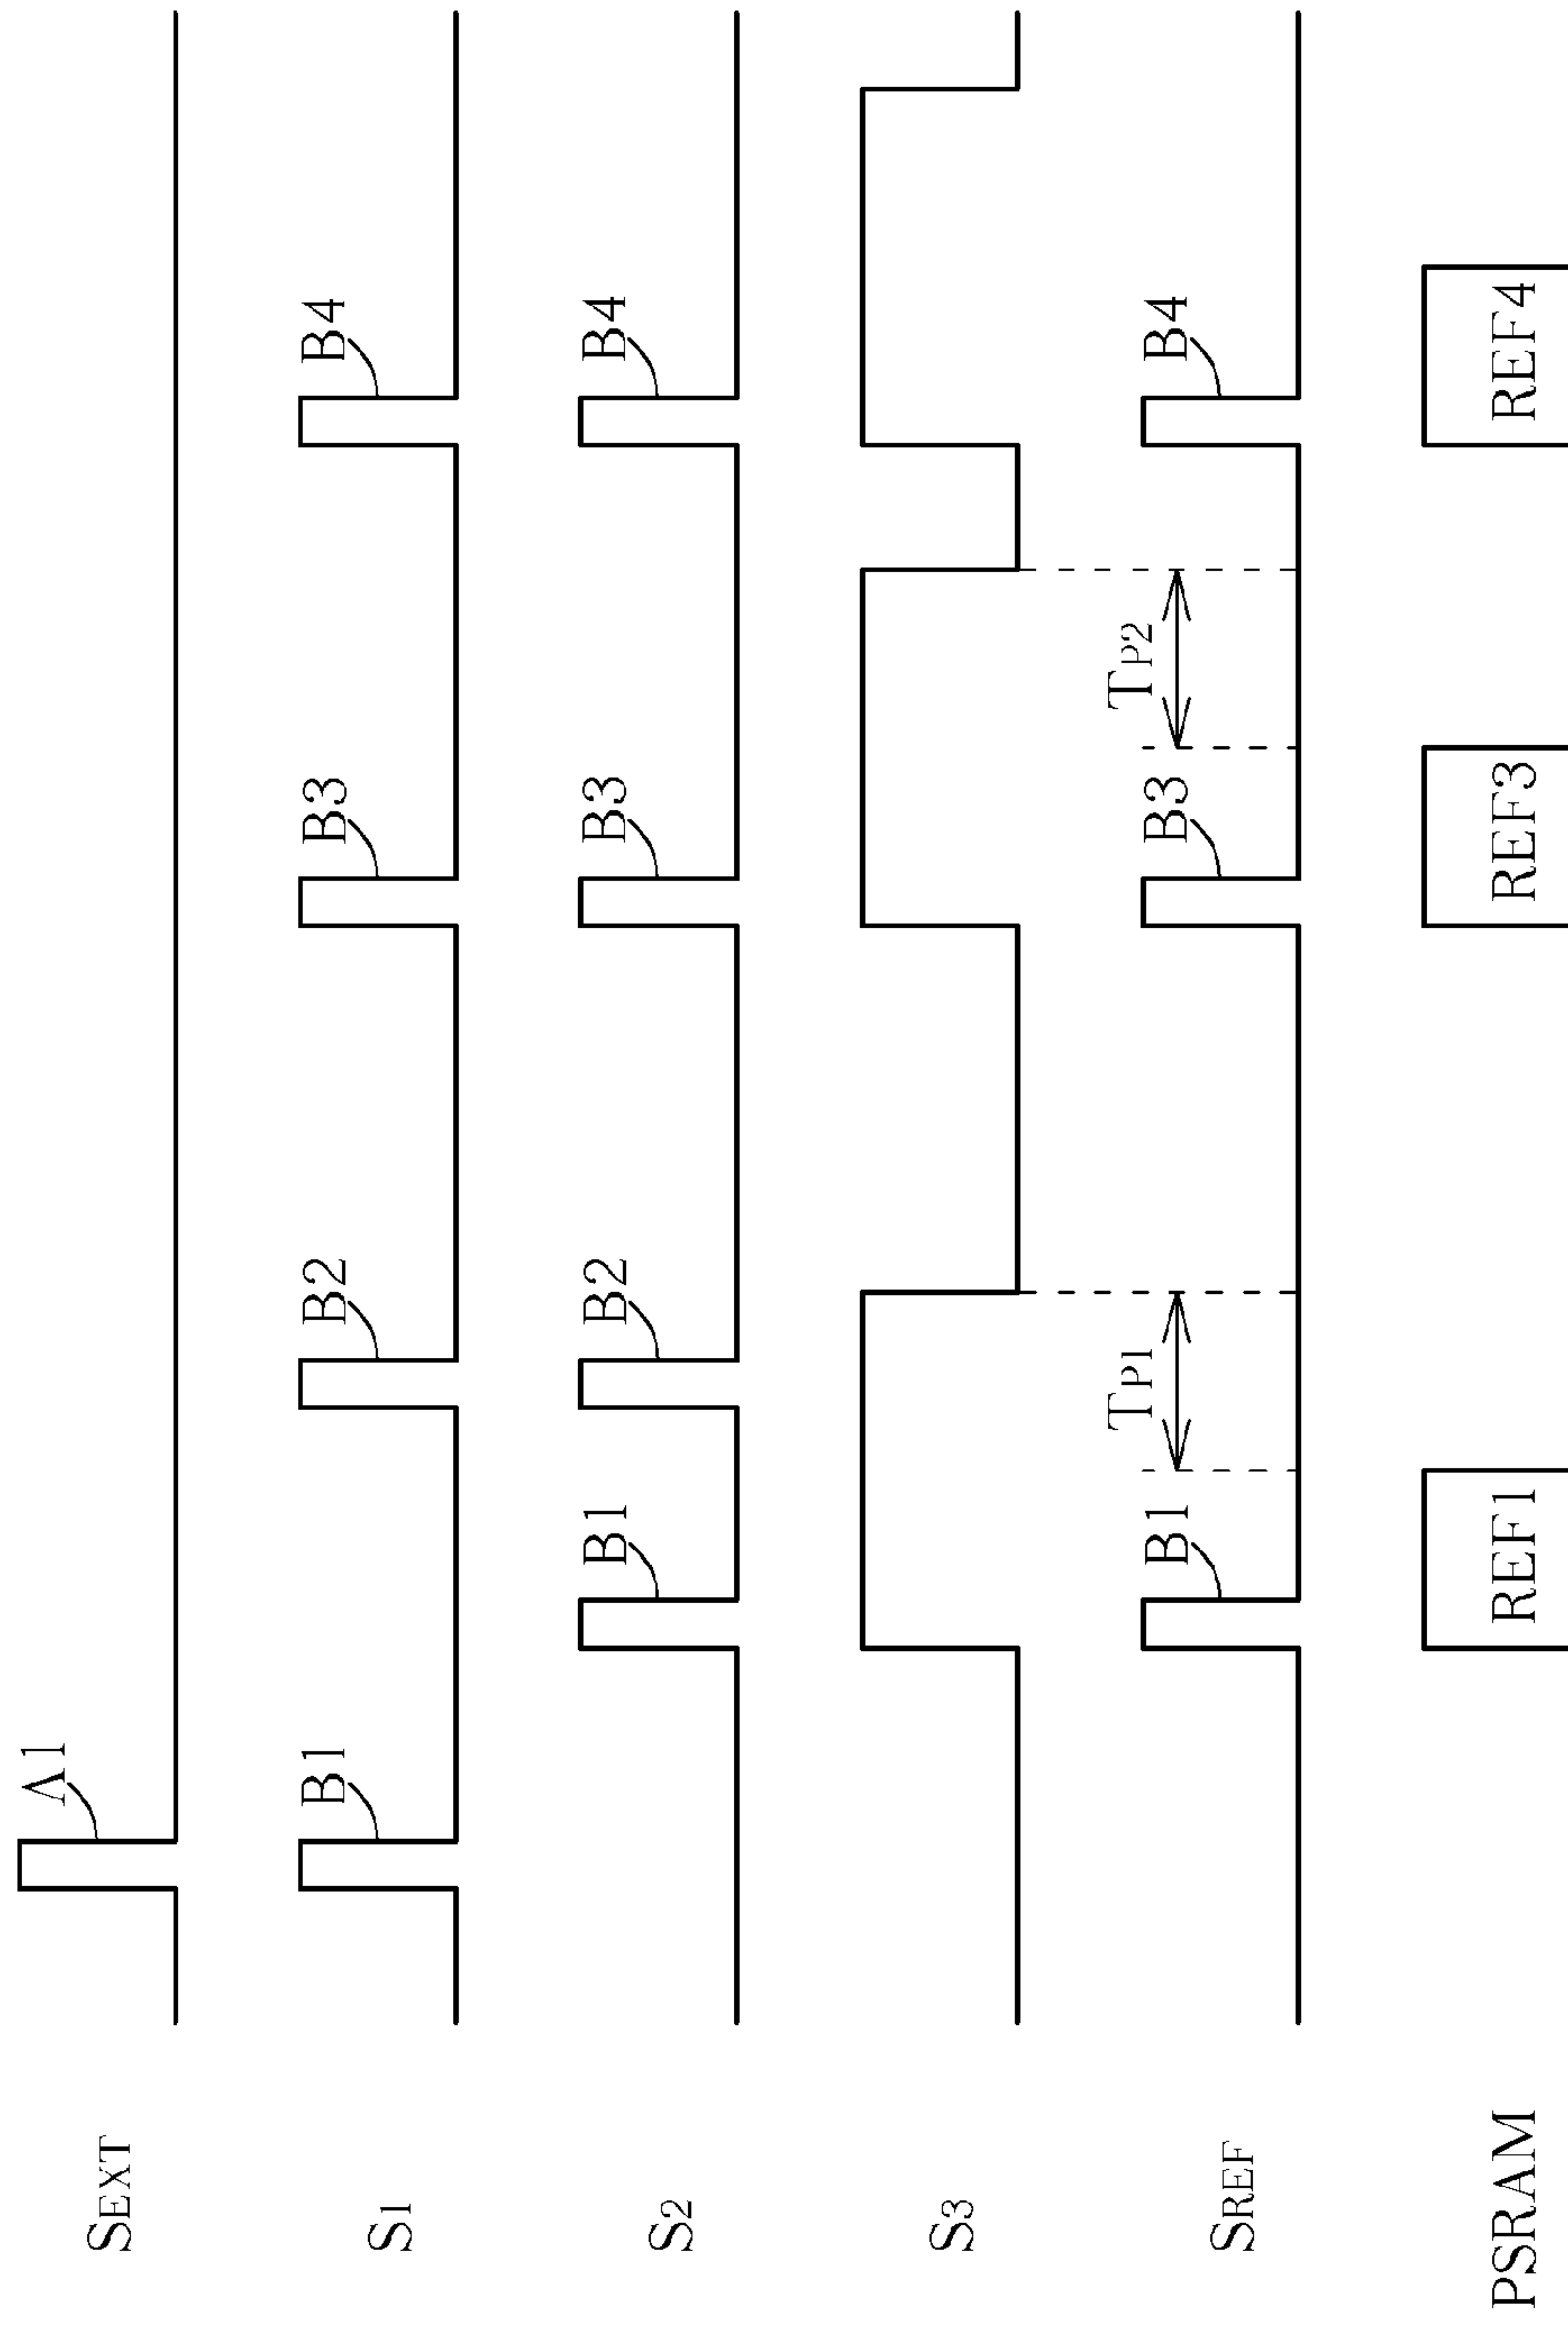 SEXT A1
S1 B1 B2 B3 B4
S2 B1 B2 B3 B4
S3
TP1 TP2
SREF B1 B3 B4
PSRAM REF1 REF3 REF4